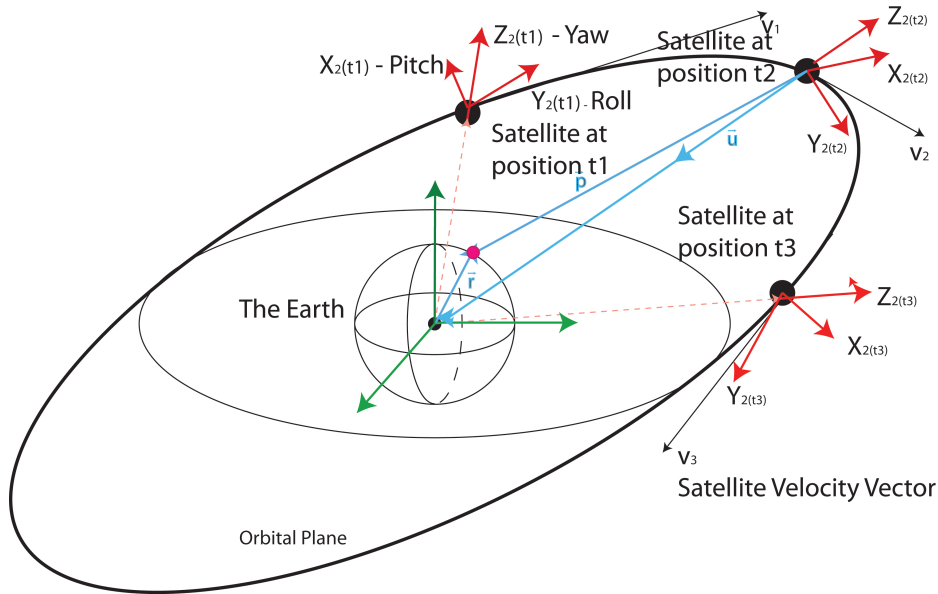 Z2(t1) - Yaw
X2(t1) - Pitch
Y2(t1) - Roll
Satellite at
position t1
V1
Satellite at
position t2
Z2(t2)
X2(t2)
Y2(t2)
V2
ū
p̄
r̄
The Earth
Satellite at
position t3
Z2(t3)
X2(t3)
Y2(t3)
V3
Satellite Velocity Vector
Orbital Plane